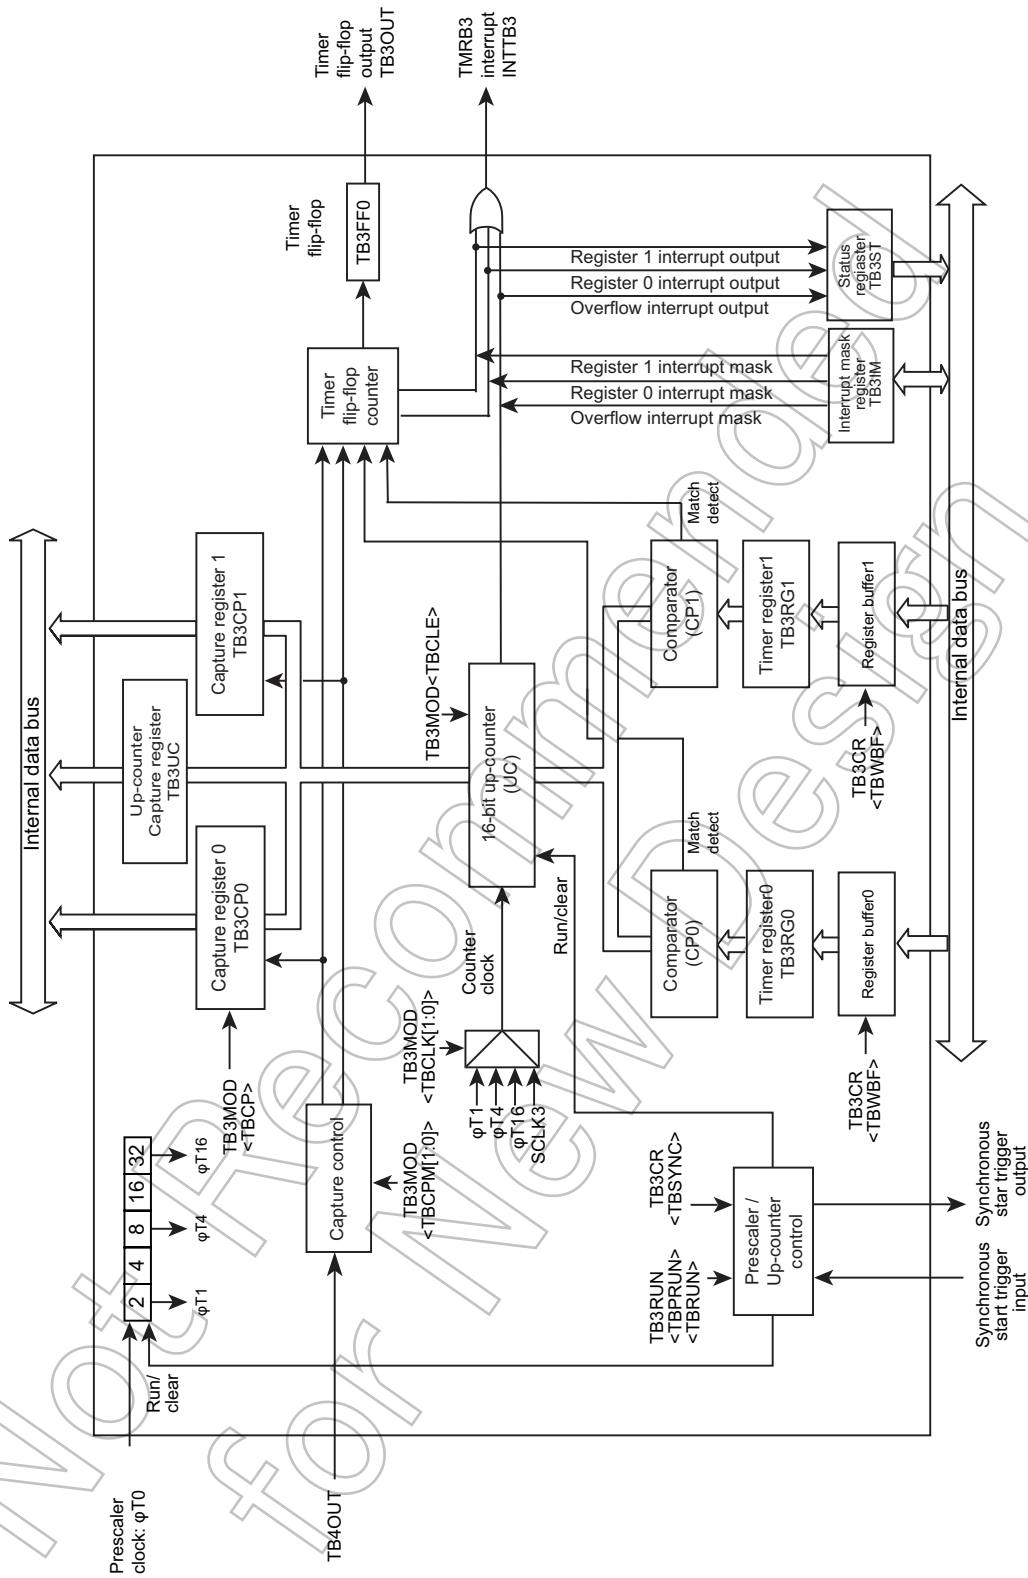 Internal data bus
Prescaler
clock: φT0
Run/
clear
2
4
8
16
32
φT1
φT4
φT16
TB3MOD
<TBCP>
Capture register 0
TB3CP0
Up-counter
Capture register
TB3UC
Capture register 1
TB3CP1
TB4OUT
Capture control
TB3MOD
<TBCPM[1:0]>
Timer
flip-flop
counter
Timer
flip-flop
TB3FF0
Timer
flip-flop
output
TB3OUT
TB3MOD
<TBCLK[1:0]>
φT1
φT4
φT16
SCLK3
Counter
clock
TB3MOD<TBCLE>
16-bit up-counter
(UC)
TMRB3
interrupt
INTTB3
Run/clear
Register 1 interrupt output
Register 0 interrupt output
Overflow interrupt output
Register 1 interrupt mask
Register 0 interrupt mask
Overflow interrupt mask
TB3RUN
<TBPRUN>
<TBRUN>
TB3CR
<TBSYNC>
Prescaler /
Up-counter
control
Comparator
(CP0)
Match
detect
Comparator
(CP1)
Match
detect
Timer register0
TB3RG0
Timer register1
TB3RG1
Interrupt mask
register
TB3IM
Status
regiaster
TB3ST
TB3CR
<TBWBF>
Register buffer0
TB3CR
<TBWBF>
Register buffer1
Synchronous
start trigger
input
Synchronous
star trigger
output
Internal data bus
Not Recommended
for New Design